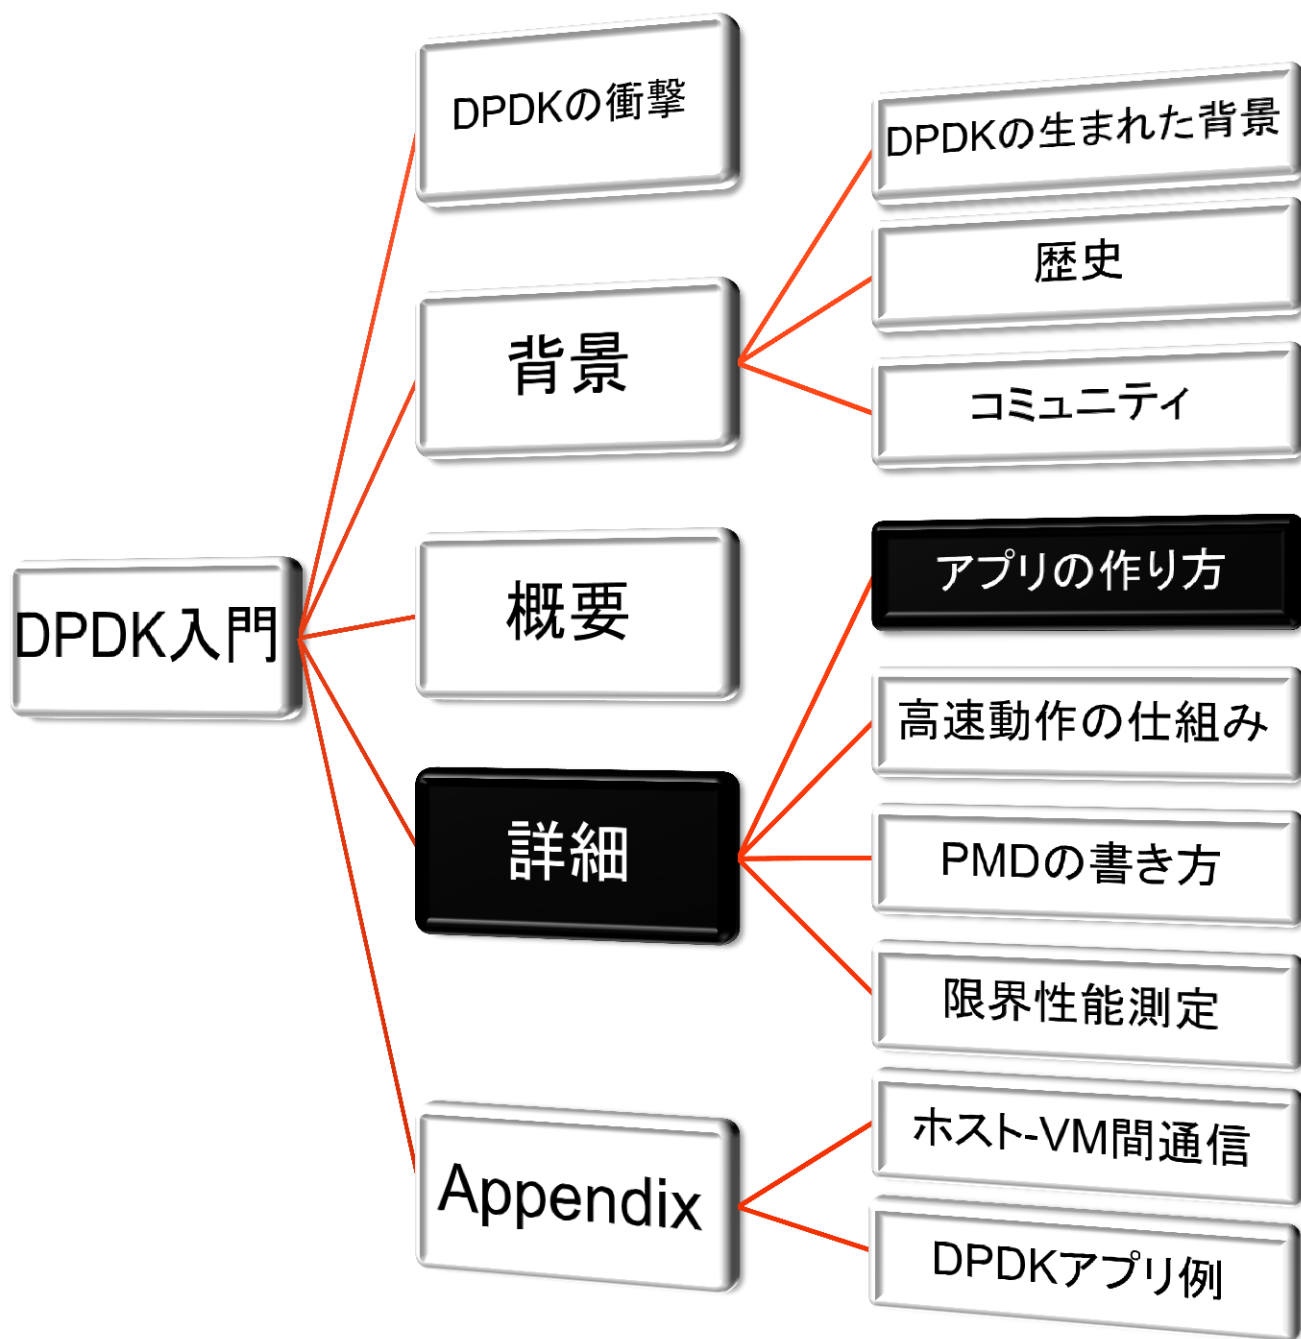 DPDK入門
DPDKの衝撃
背景
DPDKの生まれた背景
歴史
コミュニティ
概要
詳細
アプリの作り方
高速動作の仕組み
PMDの書き方
限界性能測定
Appendix
ホスト-VM間通信
DPDKアプリ例